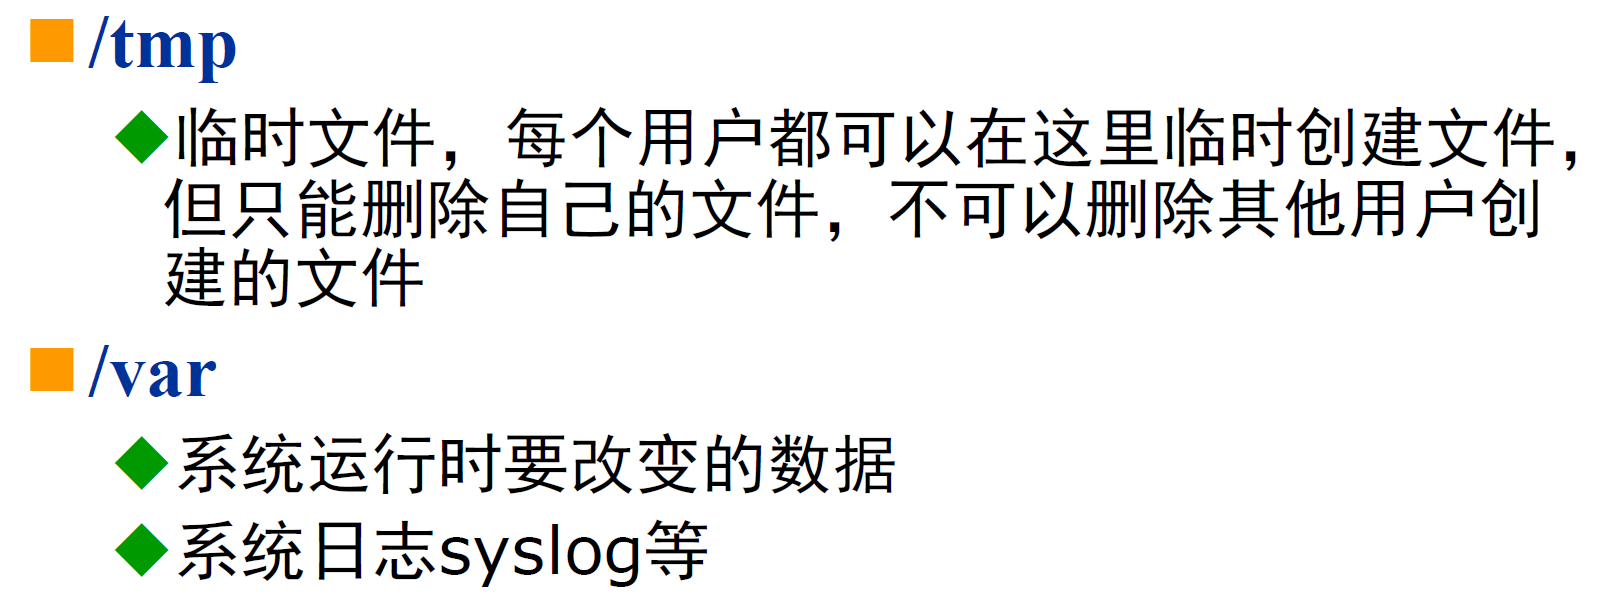 /tmp
临时文件，每个用户都可以在这里临时创建文件，
但只能删除自己的文件，不可以删除其他用户创
建的文件
/var
系统运行时要改变的数据
系统日志syslog等